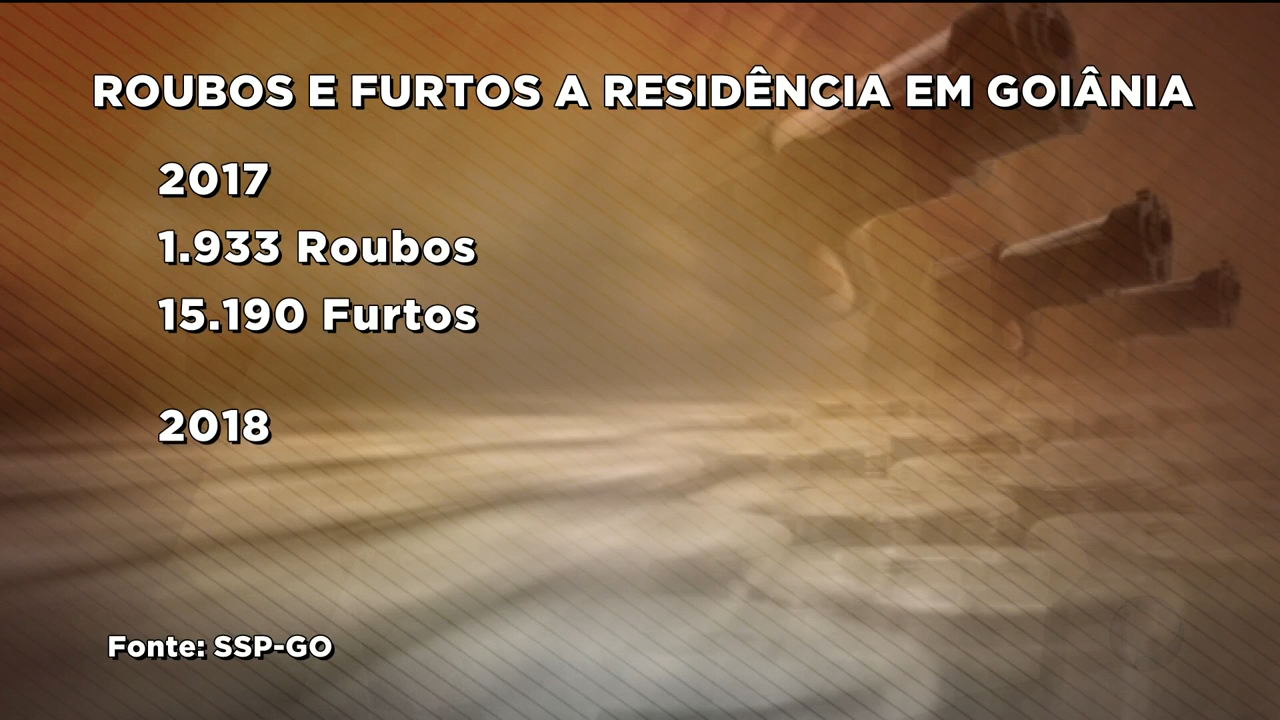 ROUBOS E FURTOS A RESIDÊNCIA EM GOIÂNIA
2017
1.933 Roubos
15.190 Furtos
2018
Fonte: SSP-GO